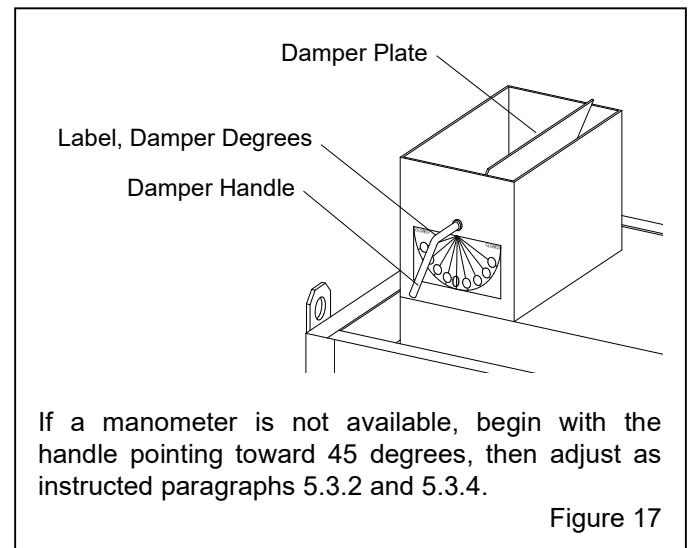 Damper Plate
Label, Damper Degrees
Damper Handle
If a manometer is not available, begin with the
handle pointing toward 45 degrees, then adjust as
instructed paragraphs 5.3.2 and 5.3.4.
Figure 17